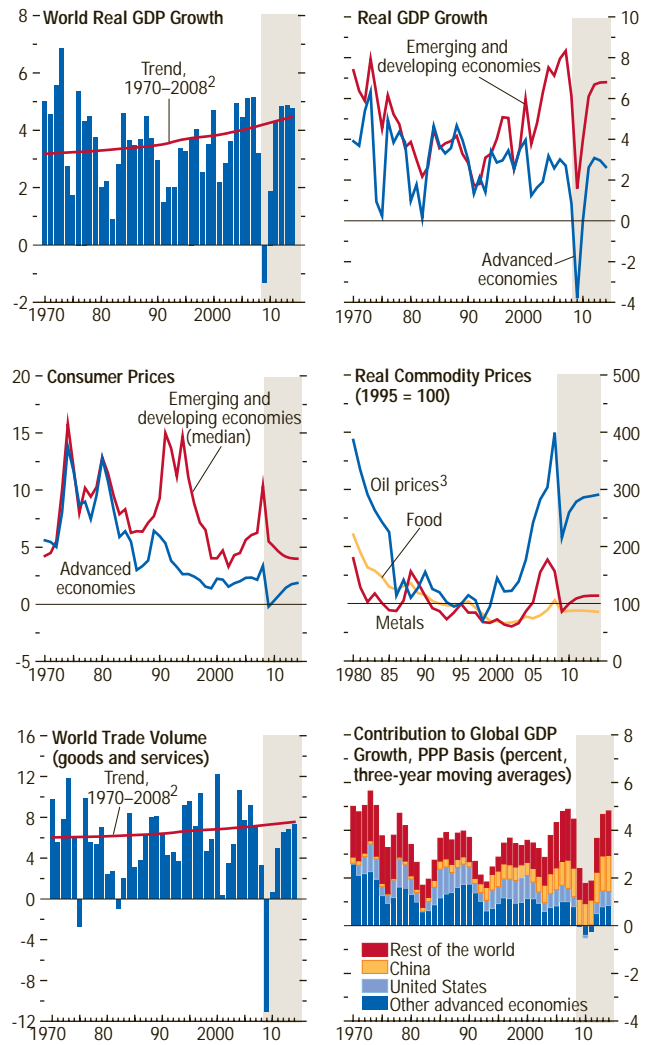 World Real GDP Growth
8
6
4
2
0
-2
Trend,
1970–2008²
1970 80 90 2000 10
Real GDP Growth
10
8
6
4
2
0
-2
-4
Emerging and
developing economies
Advanced
economies
1970 80 90 2000 10
Consumer Prices
20
15
10
5
0
-5
Emerging and
developing economies
(median)
Advanced
economies
1970 80 90 2000 10
Real Commodity Prices
(1995 = 100)
500
400
300
200
100
0
Oil prices³
Food
Metals
1980 85 90 95 2000 05 10
World Trade Volume
(goods and services)
16
12
8
4
0
-4
-8
-12
Trend,
1970–2008²
1970 80 90 2000 10
Contribution to Global GDP
Growth, PPP Basis (percent,
three-year moving averages)
8
6
4
2
0
-2
-4
Rest of the world
China
United States
Other advanced economies
1970 80 90 2000 10